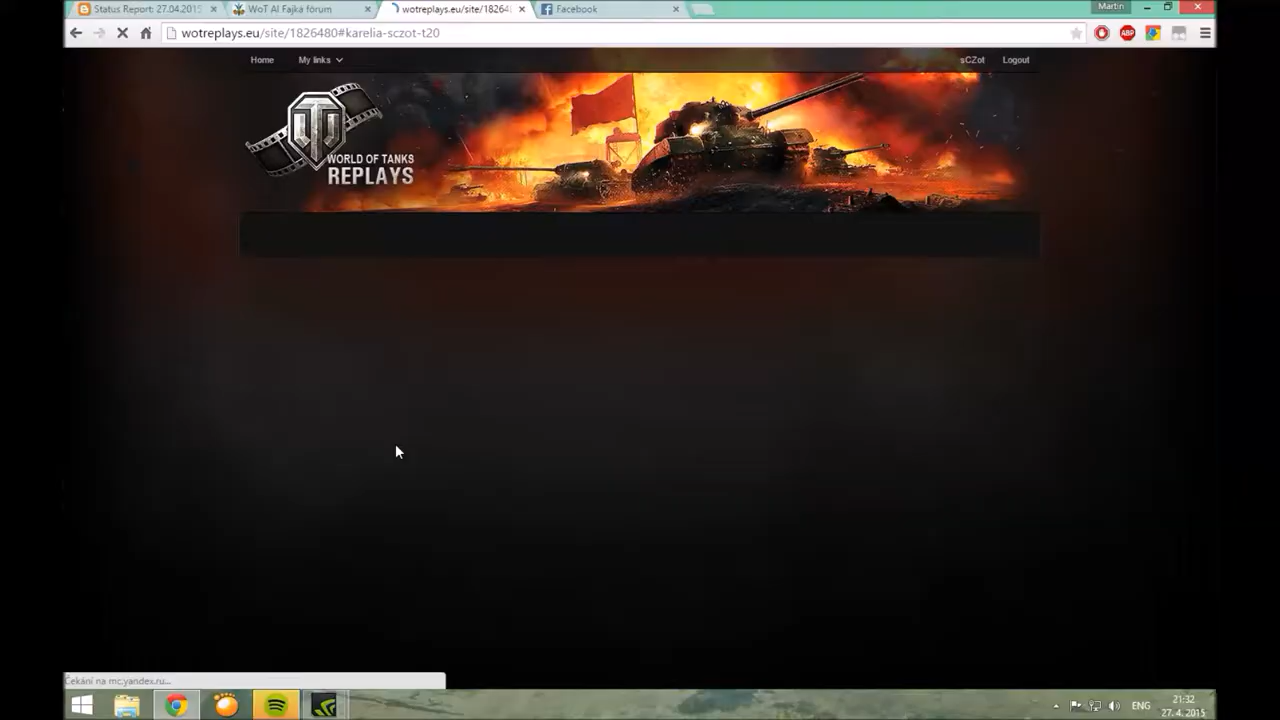 Status Report: 27.04.2015
WoT Al Fajka fórum
wotreplays.eu/site/18264
Facebook
Martin
wotreplays.eu/site/1826480#karelia-sczot-t20
ABP
Home
My links
sCZot
Logout
WORLD OF TANKS
REPLAYS
Čekání na mc.yandex.ru...
ENG
21:32
27. 4. 2015